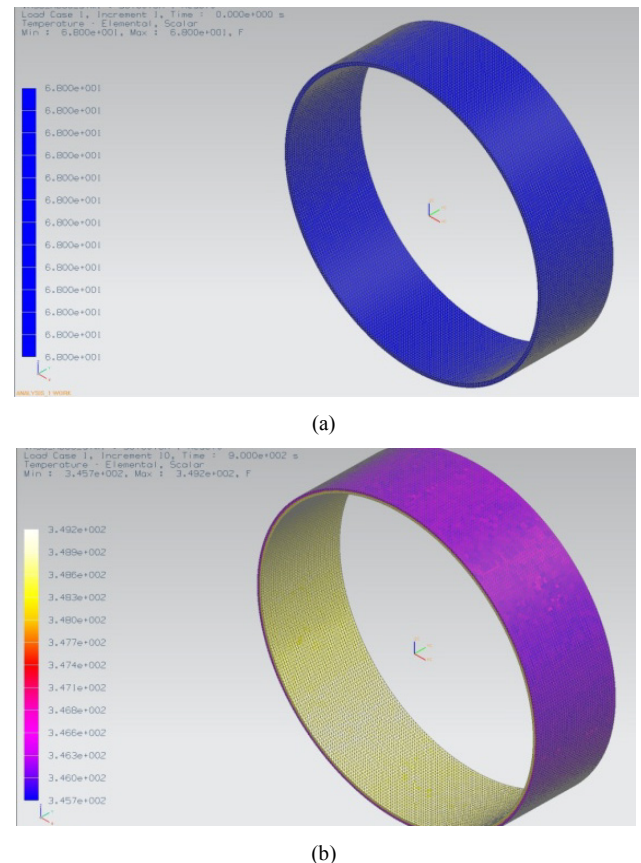 Load Case 1, Increment 1, Time : 0.000e+000 s
Temperature - Elemental, Scalar
Min : 6.800e+001, Max : 6.800e+001, F
6.800e+001
6.800e+001
6.800e+001
6.800e+001
6.800e+001
6.800e+001
6.800e+001
6.800e+001
6.800e+001
6.800e+001
6.800e+001
6.800e+001
6.800e+001
ANALYSIS 1 WORK
(a)
Load Case 1, Increment 10, Time : 9.000e+002 s
Temperature - Elemental, Scalar
Min : 3.457e+002, Max : 3.492e+002, F
3.492e+002
3.489e+002
3.486e+002
3.483e+002
3.480e+002
3.477e+002
3.474e+002
3.471e+002
3.468e+002
3.466e+002
3.463e+002
3.460e+002
3.457e+002
(b)